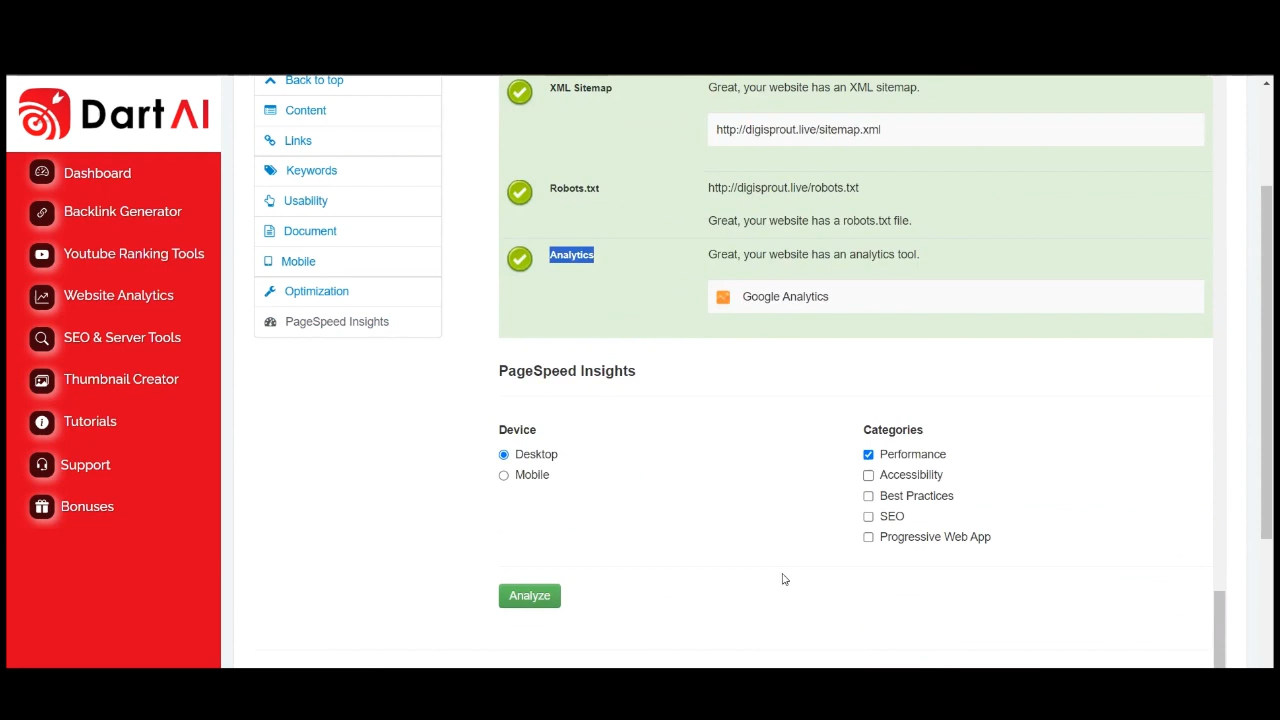 Dart AI
Dashboard
Backlink Generator
Youtube Ranking Tools
Website Analytics
SEO & Server Tools
Thumbnail Creator
Tutorials
Support
Bonuses
Back to top
Content
Links
Keywords
Usability
Document
Mobile
Optimization
PageSpeed Insights
XML Sitemap
Great, your website has an XML sitemap.
http://digisprout.live/sitemap.xml
Robots.txt
http://digisprout.live/robots.txt
Great, your website has a robots.txt file.
Analytics
Great, your website has an analytics tool.
Google Analytics
PageSpeed Insights
Device
Desktop
Mobile
Categories
Performance
Accessibility
Best Practices
SEO
Progressive Web App
Analyze